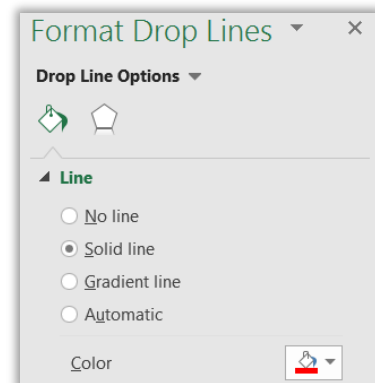 Format Drop Lines
Drop Line Options
Line
No line
Solid line
Gradient line
Automatic
Color